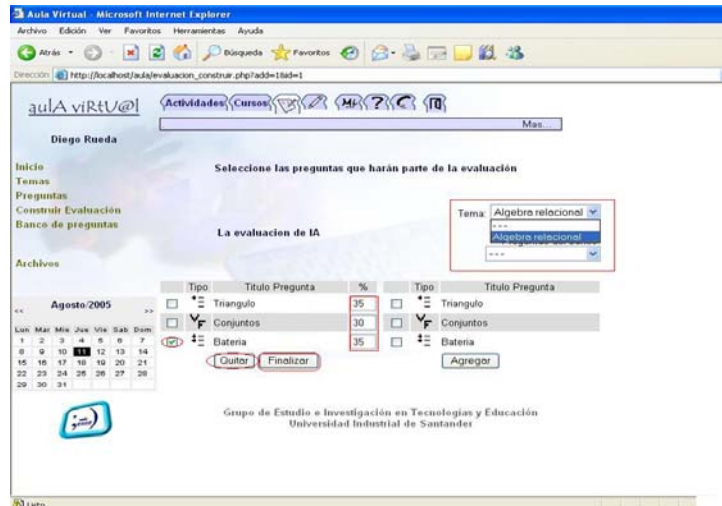 Aula Virtual - Microsoft Internet Explorer
Archivo Edición Ver Favoritos Herramientas Ayuda
Atrás Búsqueda Favoritos
Dirección http://localhost/aula/evaluacion_construir.php?add=1&id=1
aulA viRtU@l
Actividades Cursos
Mas...
Diego Rueda
Inicio
Temas
Preguntas
Construir Evaluación
Banco de preguntas
Archivos
Seleccione las preguntas que harán parte de la evaluación
La evaluacion de IA
Tema: Algebra relacional
---
Algebra relacional
---
Tipo Titulo Pregunta % Tipo Titulo Pregunta
Triangulo 35 Triangulo
VF Conjuntos 30 VF Conjuntos
Bateria 35 Bateria
Quitar Finalizar Agregar
<< Agosto/2005 >>
Lun Mar Mie Jue Vie Sab Dom
1 2 3 4 5 6 7
8 9 10 11 12 13 14
15 16 17 18 19 20 21
22 23 24 25 26 27 28
29 30 31
Grupo de Estudio e Investigación en Tecnologías y Educación
Universidad Industrial de Santander
Listo